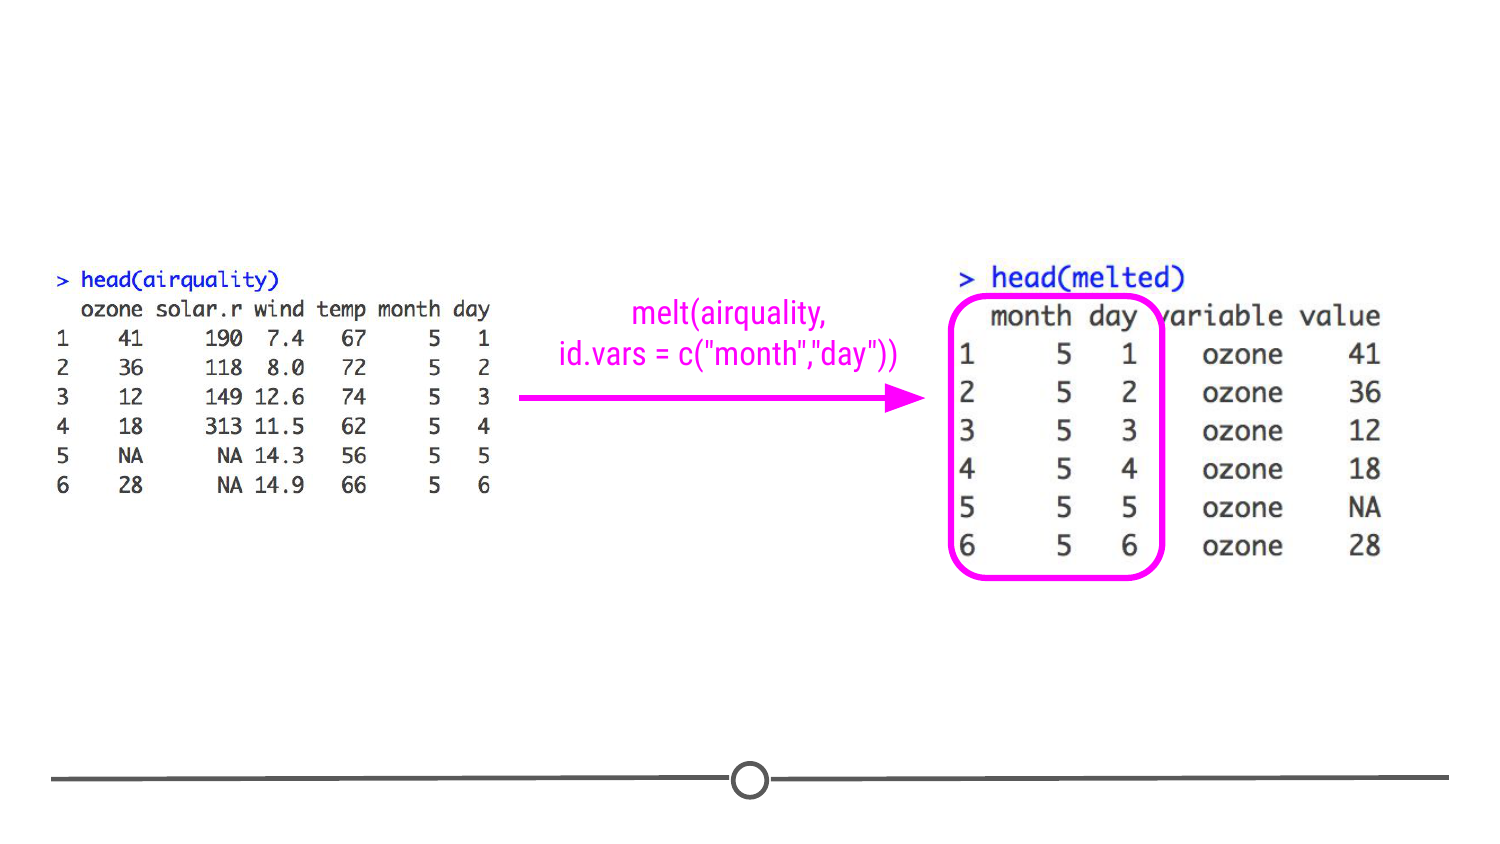 > head(airquality)
ozone solar.r wind temp month day
1 41 190 7.4 67 5 1
2 36 118 8.0 72 5 2
3 12 149 12.6 74 5 3
4 18 313 11.5 62 5 4
5 NA NA 14.3 56 5 5
6 28 NA 14.9 66 5 6
melt(airquality,
id.vars = c("month","day"))
> head(melted)
month day variable value
1 5 1 ozone 41
2 5 2 ozone 36
3 5 3 ozone 12
4 5 4 ozone 18
5 5 5 ozone NA
6 5 6 ozone 28